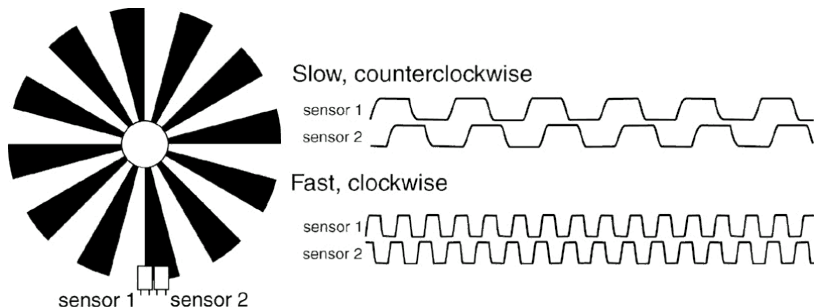 Slow, counterclockwise
sensor 1
sensor 2
Fast, clockwise
sensor 1
sensor 2
sensor 1 sensor 2